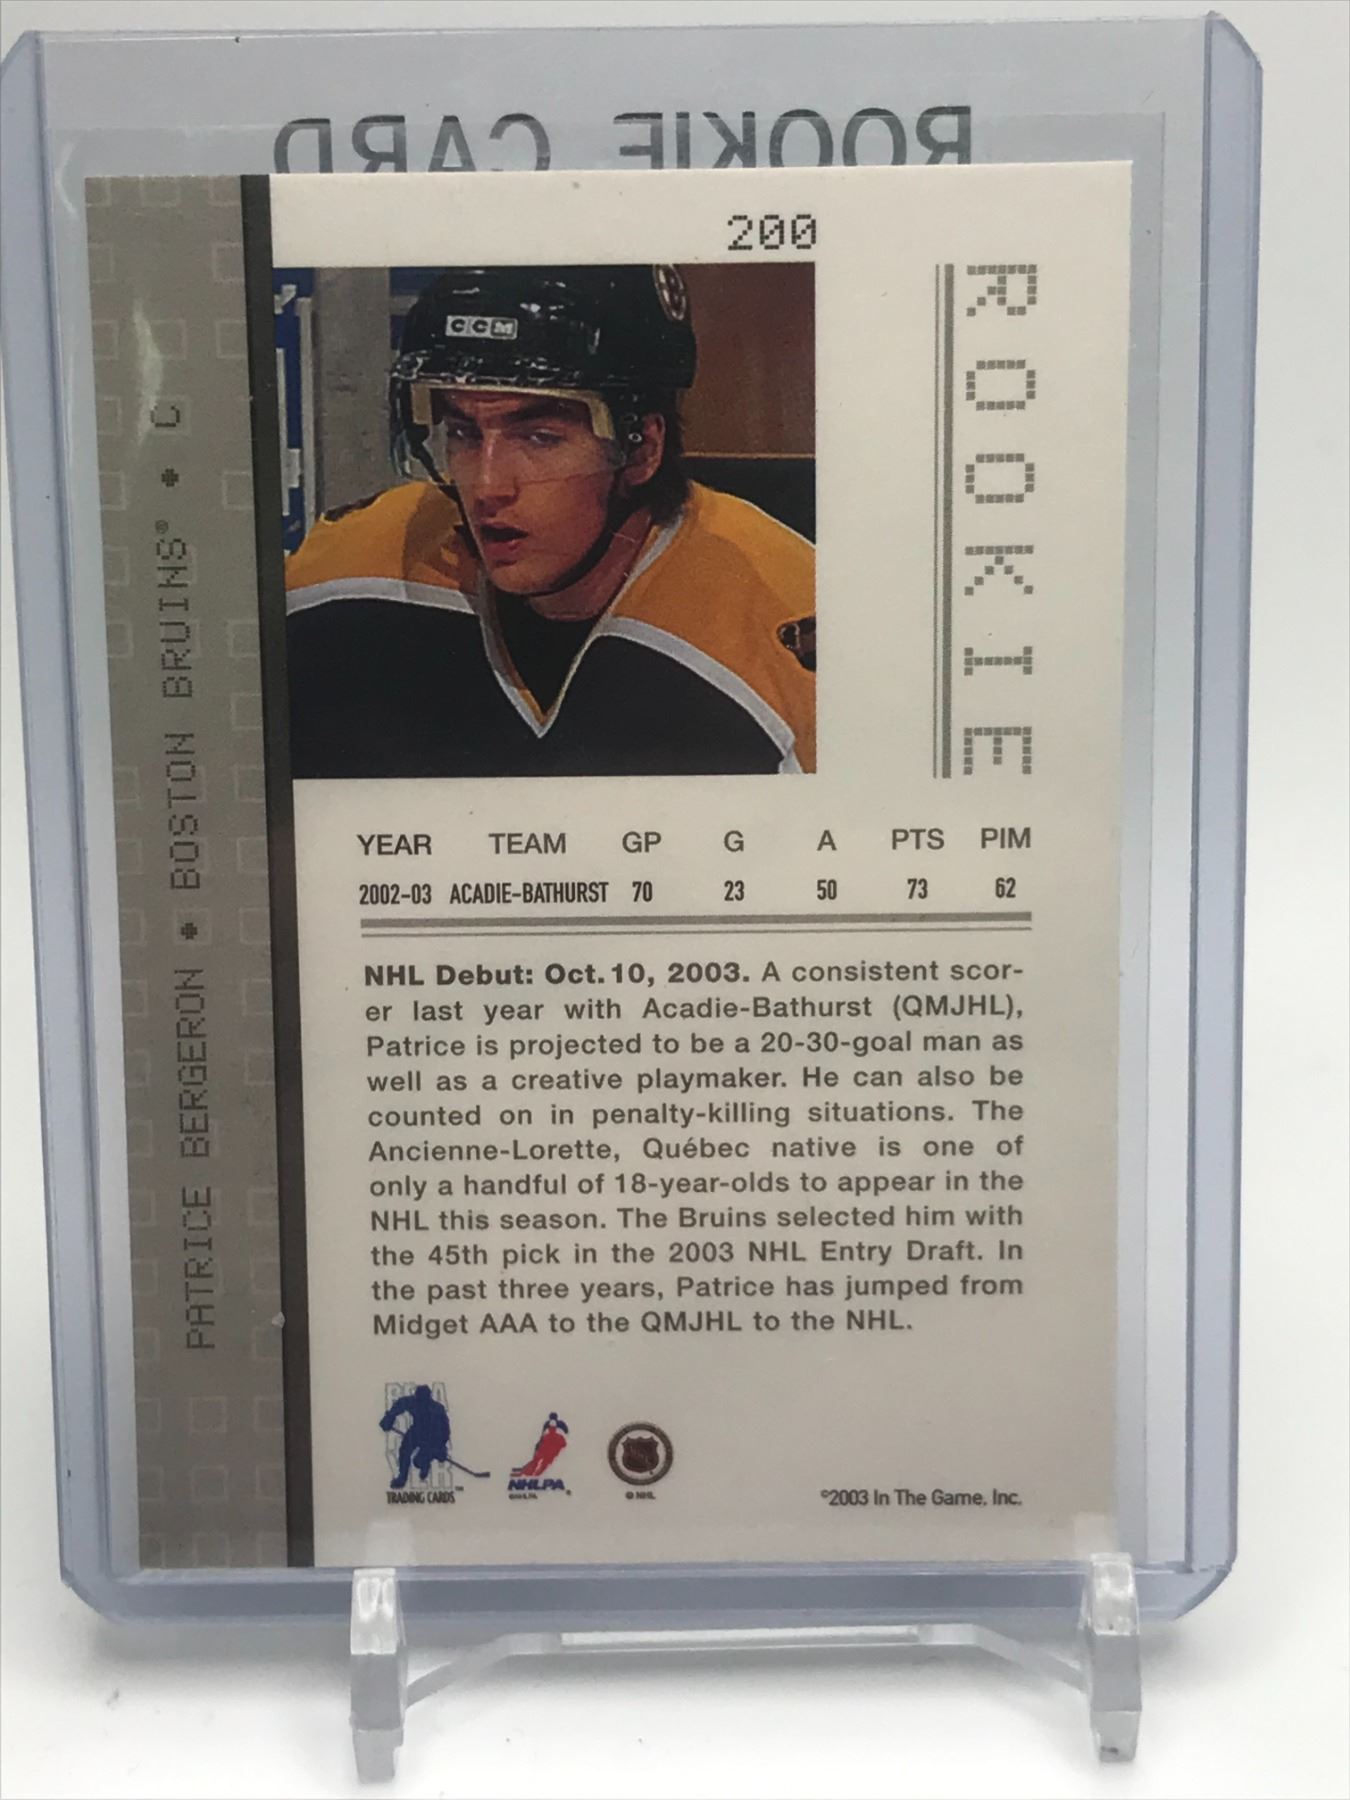 ROOKIE CARD
200
CCM
ROOKIE
PATRICE BERGERON • BOSTON BRUINS® • C
YEAR TEAM GP G A PTS PIM
2002-03 ACADIE-BATHURST 70 23 50 73 62
NHL Debut: Oct. 10, 2003. A consistent scor-
er last year with Acadie-Bathurst (QMJHL),
Patrice is projected to be a 20-30-goal man as
well as a creative playmaker. He can also be
counted on in penalty-killing situations. The
Ancienne-Lorette, Québec native is one of
only a handful of 18-year-olds to appear in the
NHL this season. The Bruins selected him with
the 45th pick in the 2003 NHL Entry Draft. In
the past three years, Patrice has jumped from
Midget AAA to the QMJHL to the NHL.
TRADING CARDS™
NHLPA®
© NHL
©2003 In The Game, Inc.